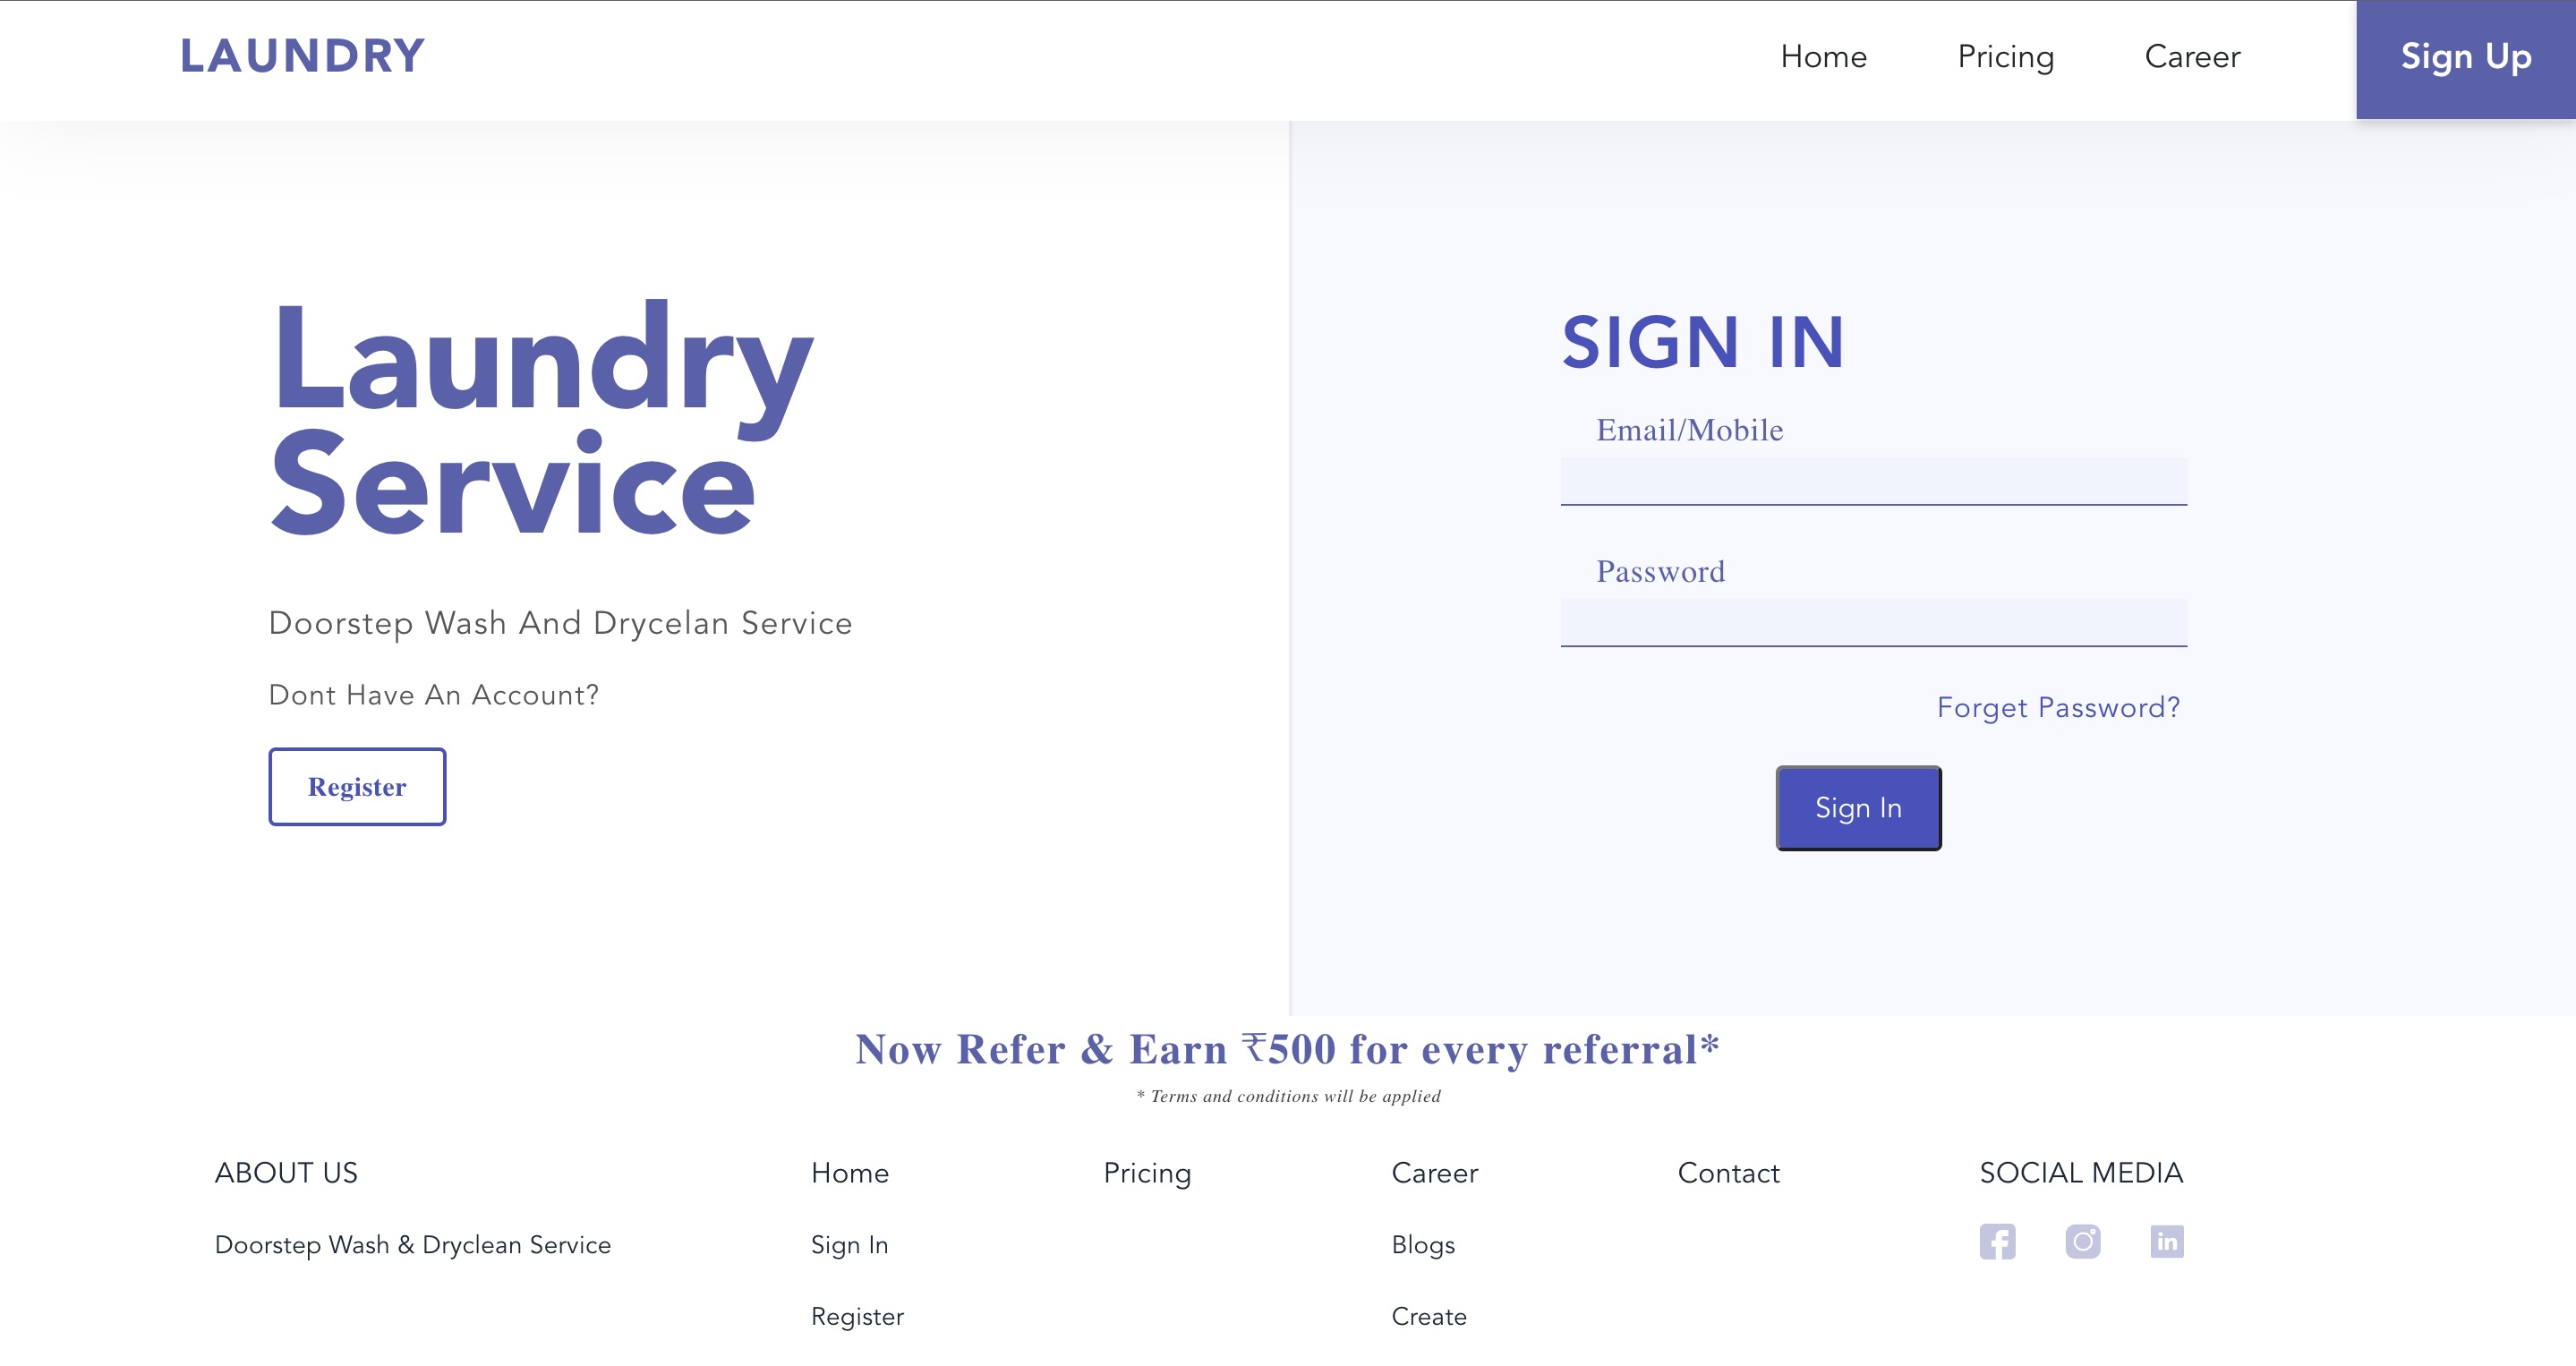 LAUNDRY
Home
Pricing
Career
Sign Up
Laundry
Service
Doorstep Wash And Drycelan Service
Dont Have An Account?
Register
SIGN IN
Email/Mobile
Password
Forget Password?
Sign In
Now Refer & Earn ₹500 for every referral*
* Terms and conditions will be applied
ABOUT US
Doorstep Wash & Dryclean Service
Home
Sign In
Register
Pricing
Career
Blogs
Create
Contact
SOCIAL MEDIA